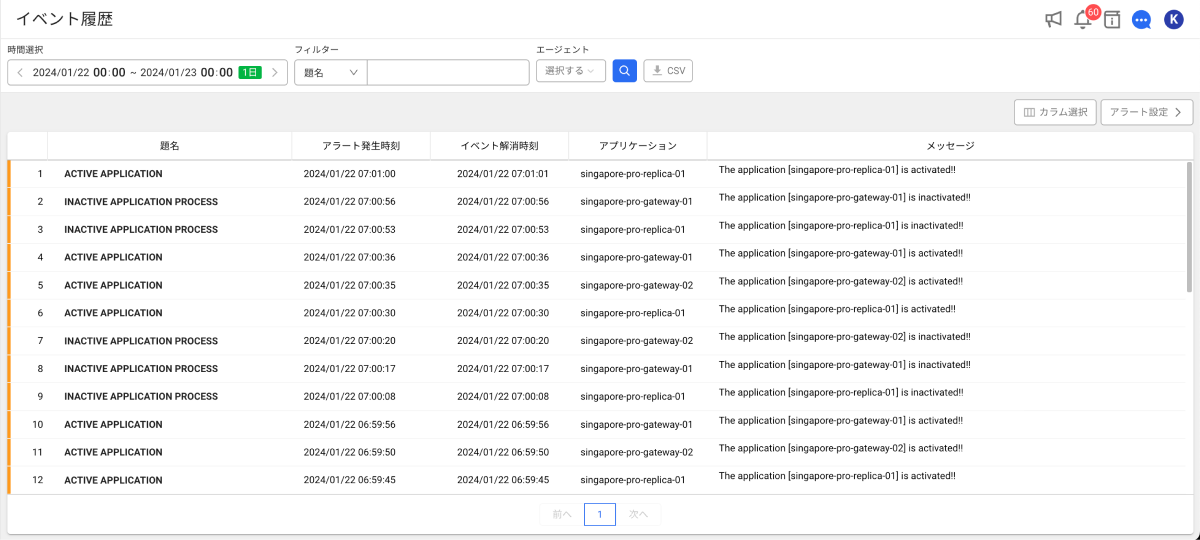 イベント履歴
60
K
時間選択 フィルター エージェント
2024/01/22 00:00 ~ 2024/01/23 00:00 1日 題名 選択する CSV
カラム選択 アラート設定
題名 アラート発生時刻 イベント解消時刻 アプリケーション メッセージ
1 ACTIVE APPLICATION 2024/01/22 07:01:00 2024/01/22 07:01:01 singapore-pro-replica-01 The application [singapore-pro-replica-01] is activated!!
2 INACTIVE APPLICATION PROCESS 2024/01/22 07:00:56 2024/01/22 07:00:56 singapore-pro-gateway-01 The application [singapore-pro-gateway-01] is inactivated!!
3 INACTIVE APPLICATION PROCESS 2024/01/22 07:00:53 2024/01/22 07:00:53 singapore-pro-replica-01 The application [singapore-pro-replica-01] is inactivated!!
4 ACTIVE APPLICATION 2024/01/22 07:00:36 2024/01/22 07:00:36 singapore-pro-gateway-01 The application [singapore-pro-gateway-01] is activated!!
5 ACTIVE APPLICATION 2024/01/22 07:00:35 2024/01/22 07:00:35 singapore-pro-gateway-02 The application [singapore-pro-gateway-02] is activated!!
6 ACTIVE APPLICATION 2024/01/22 07:00:30 2024/01/22 07:00:30 singapore-pro-replica-01 The application [singapore-pro-replica-01] is activated!!
7 INACTIVE APPLICATION PROCESS 2024/01/22 07:00:20 2024/01/22 07:00:20 singapore-pro-gateway-02 The application [singapore-pro-gateway-02] is inactivated!!
8 INACTIVE APPLICATION PROCESS 2024/01/22 07:00:17 2024/01/22 07:00:17 singapore-pro-gateway-01 The application [singapore-pro-gateway-01] is inactivated!!
9 INACTIVE APPLICATION PROCESS 2024/01/22 07:00:08 2024/01/22 07:00:08 singapore-pro-replica-01 The application [singapore-pro-replica-01] is inactivated!!
10 ACTIVE APPLICATION 2024/01/22 06:59:56 2024/01/22 06:59:56 singapore-pro-gateway-01 The application [singapore-pro-gateway-01] is activated!!
11 ACTIVE APPLICATION 2024/01/22 06:59:50 2024/01/22 06:59:50 singapore-pro-gateway-02 The application [singapore-pro-gateway-02] is activated!!
12 ACTIVE APPLICATION 2024/01/22 06:59:45 2024/01/22 06:59:45 singapore-pro-replica-01 The application [singapore-pro-replica-01] is activated!!
前へ 1 次へ